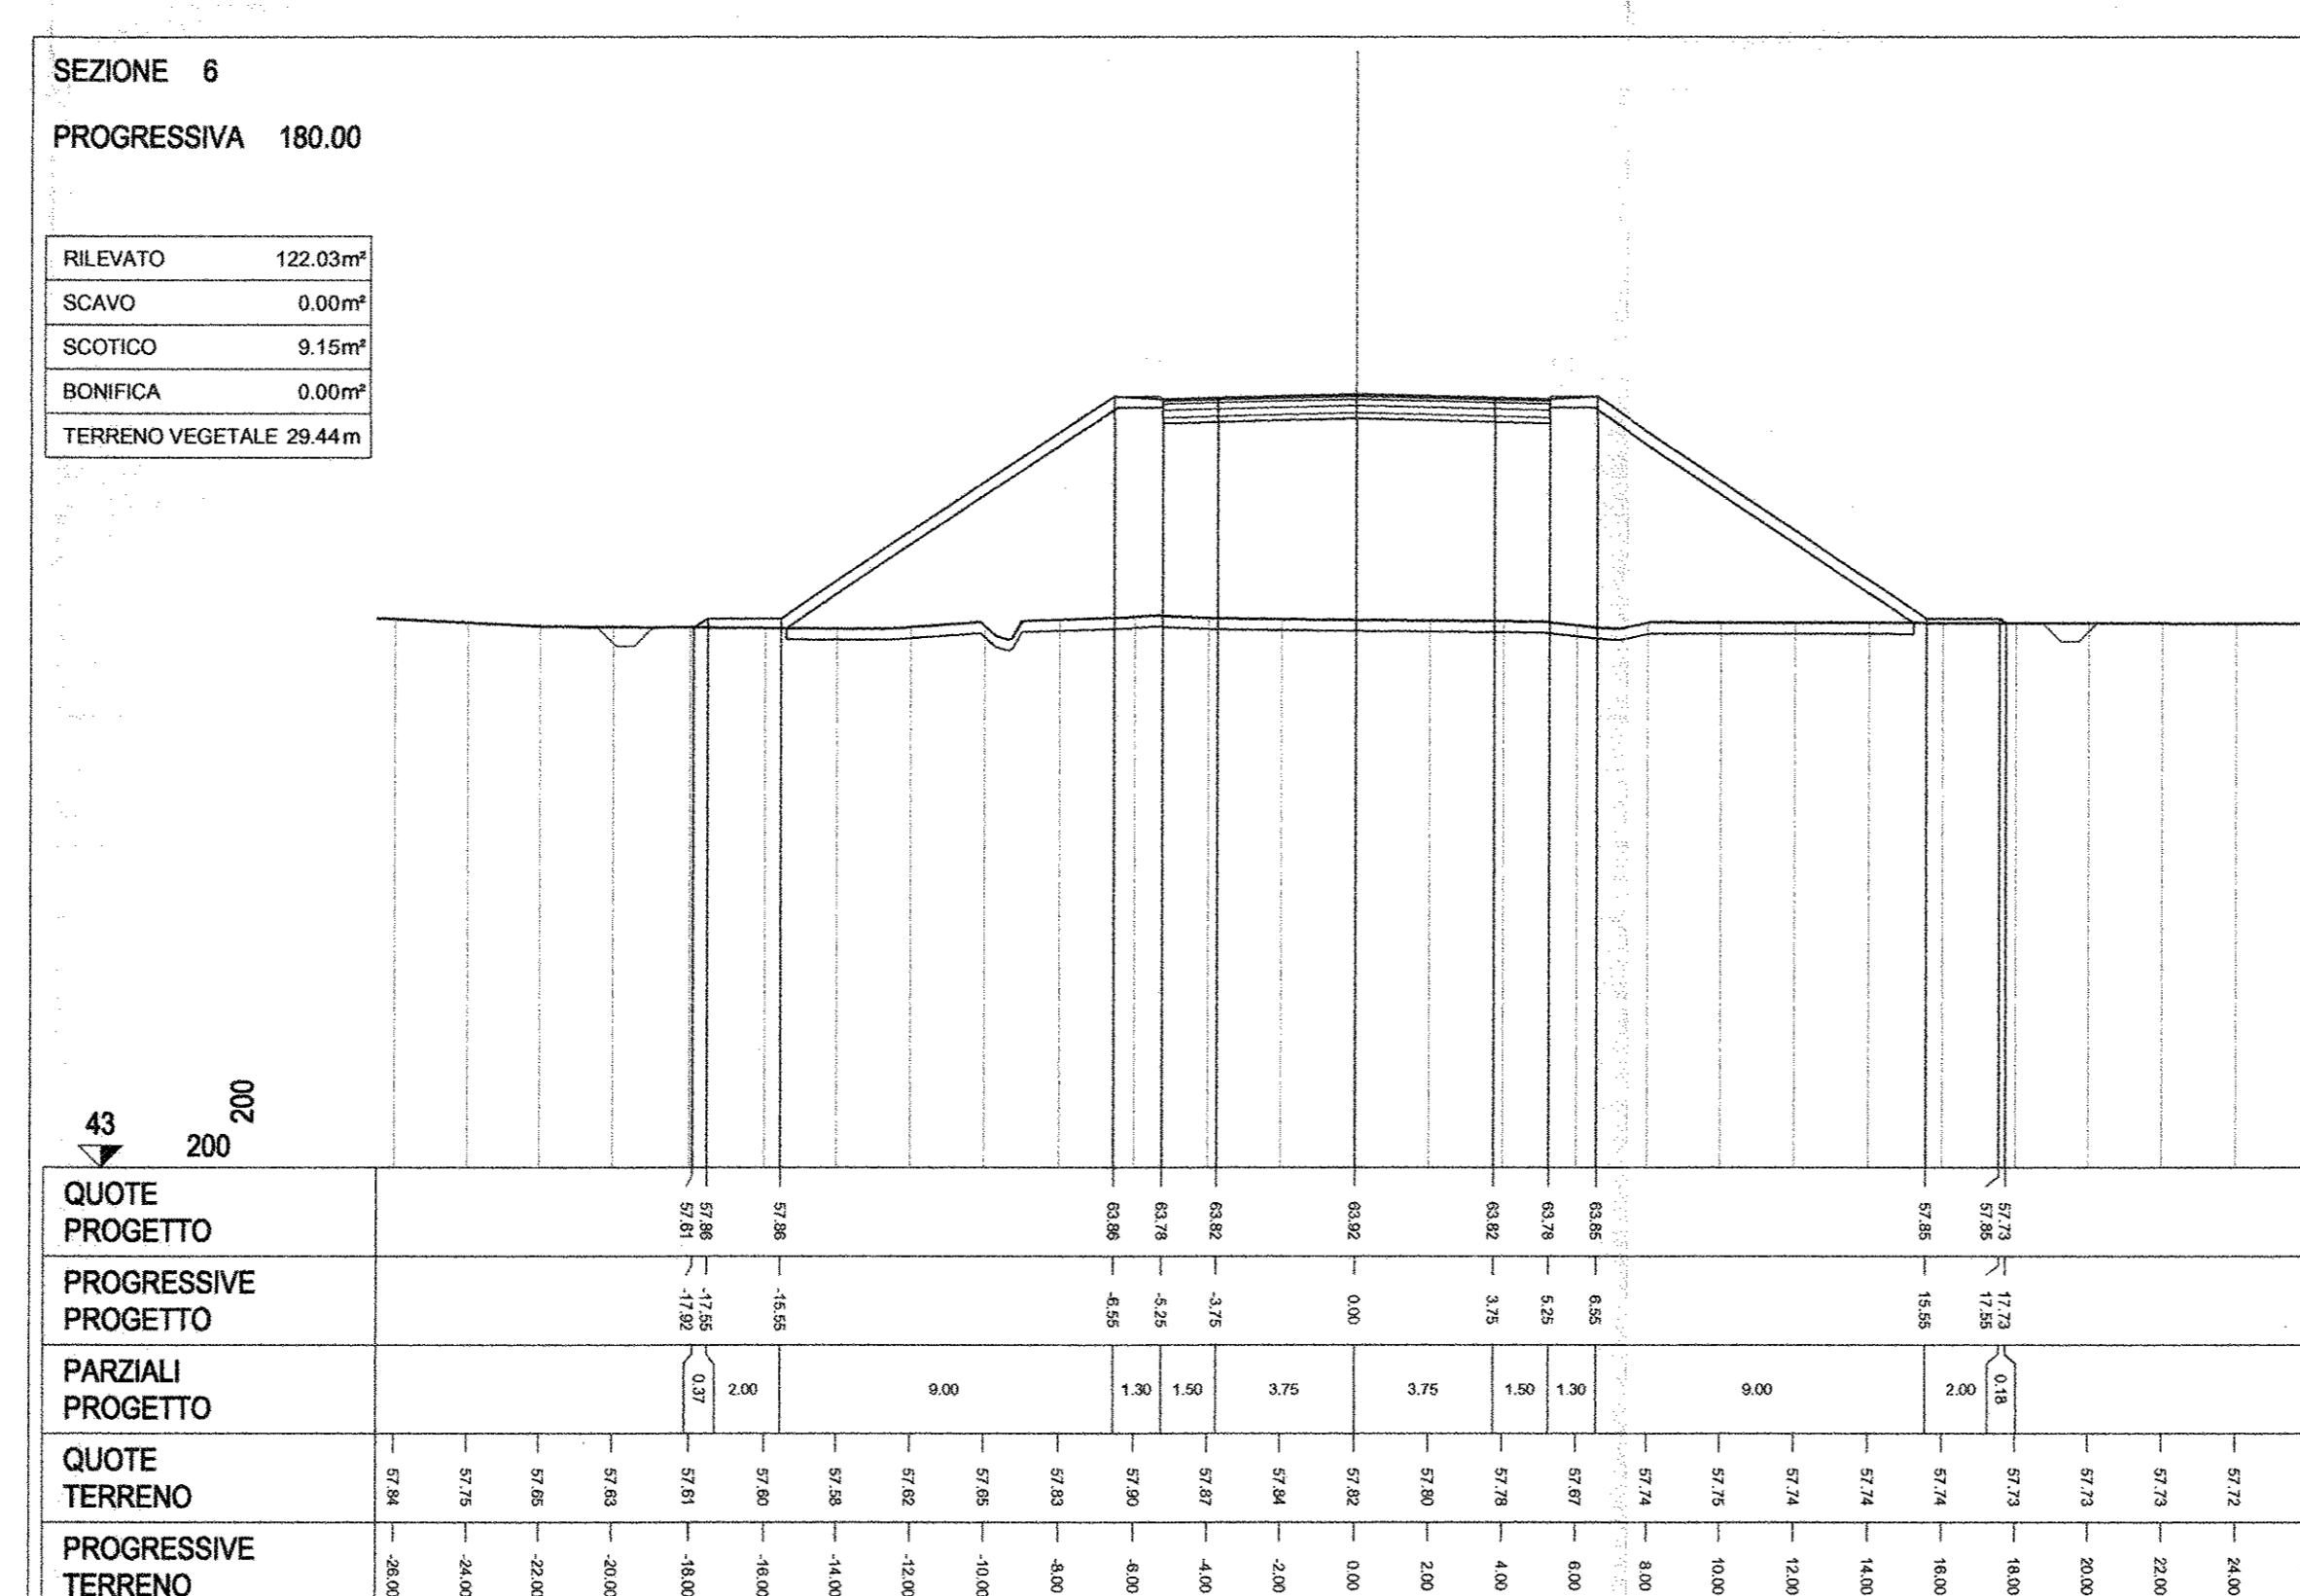 SEZIONE 6
PROGRESSIVA 180.00
RILEVATO 122.03m²
SCAVO 0.00m²
SCOTICO 9.15m²
BONIFICA 0.00m²
TERRENO VEGETALE 29.44m
200
43
200
QUOTE
PROGETTO
57.61 57.86 57.86 63.86 63.78 63.82 63.92 63.82 63.78 63.85 57.85 57.85 57.73
PROGRESSIVE
PROGETTO
-17.92 -17.55 -15.55 -6.55 -5.25 -3.75 0.00 3.75 5.25 6.55 15.55 17.55 17.73
PARZIALI
PROGETTO
0.37 2.00 9.00 1.30 1.50 3.75 3.75 1.50 1.30 9.00 2.00 0.18
QUOTE
TERRENO
57.84 57.75 57.65 57.63 57.61 57.60 57.58 57.62 57.65 57.83 57.90 57.87 57.84 57.82 57.80 57.78 57.67 57.74 57.75 57.74 57.74 57.74 57.73 57.73 57.73 57.72
PROGRESSIVE
TERRENO
-26.00 -24.00 -22.00 -20.00 -18.00 -16.00 -14.00 -12.00 -10.00 -8.00 -6.00 -4.00 -2.00 0.00 2.00 4.00 6.00 8.00 10.00 12.00 14.00 16.00 18.00 20.00 22.00 24.00